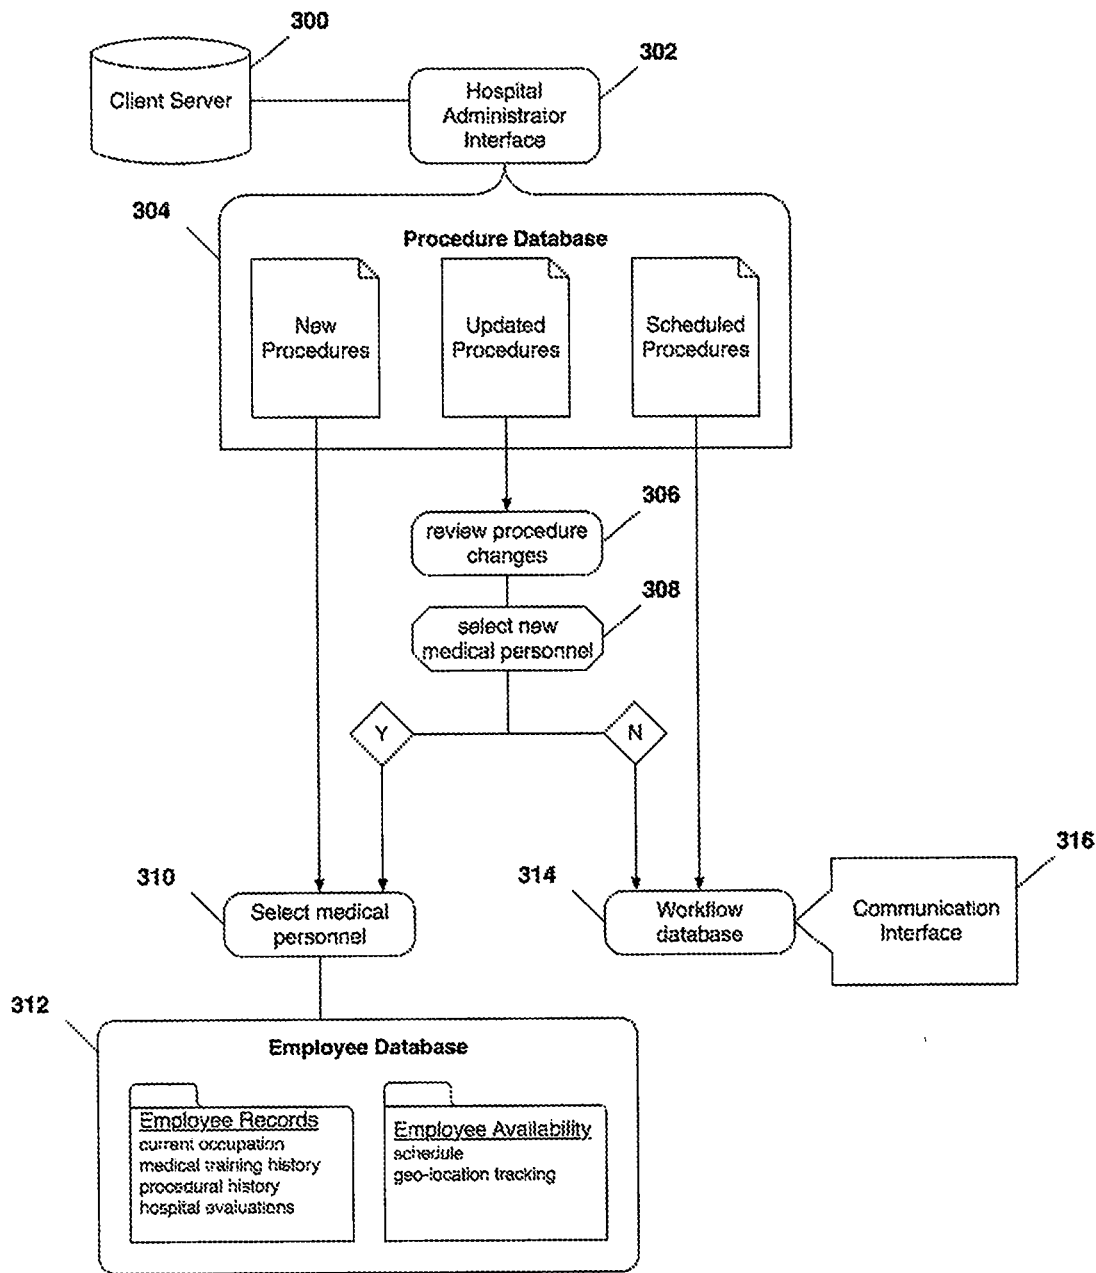 300
Client Server
302
Hospital
Administrator
Interface
304
Procedure Database
New
Procedures
Updated
Procedures
Scheduled
Procedures
306
review procedure
changes
308
select new
medical personnel
Y
N
310
Select medical
personnel
314
Workflow
database
316
Communication
Interface
312
Employee Database
Employee Records
current occupation
medical training history
procedural history
hospital evaluations
Employee Availability
schedule
geo-location tracking